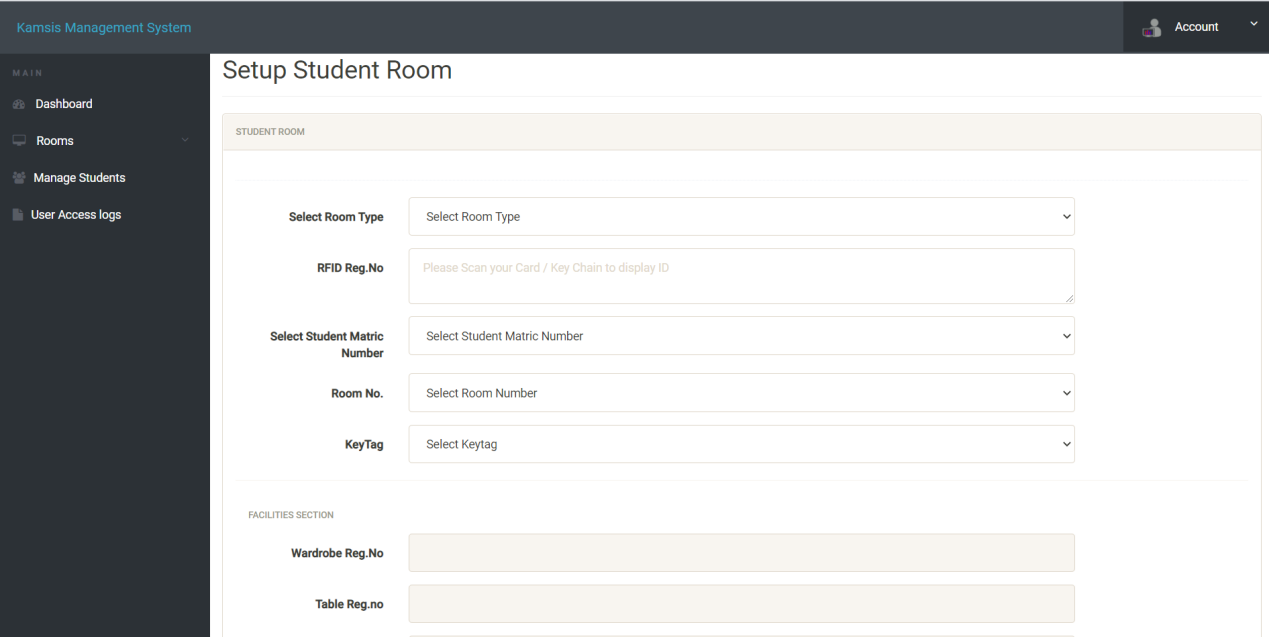 Kamsis Management System
Account
MAIN
Dashboard
Rooms
Manage Students
User Access logs
Setup Student Room
STUDENT ROOM
Select Room Type
Select Room Type
RFID Reg.No
Please Scan your Card / Key Chain to display ID
Select Student Matric
Number
Select Student Matric Number
Room No.
Select Room Number
KeyTag
Select Keytag
FACILITIES SECTION
Wardrobe Reg.No
Table Reg.no